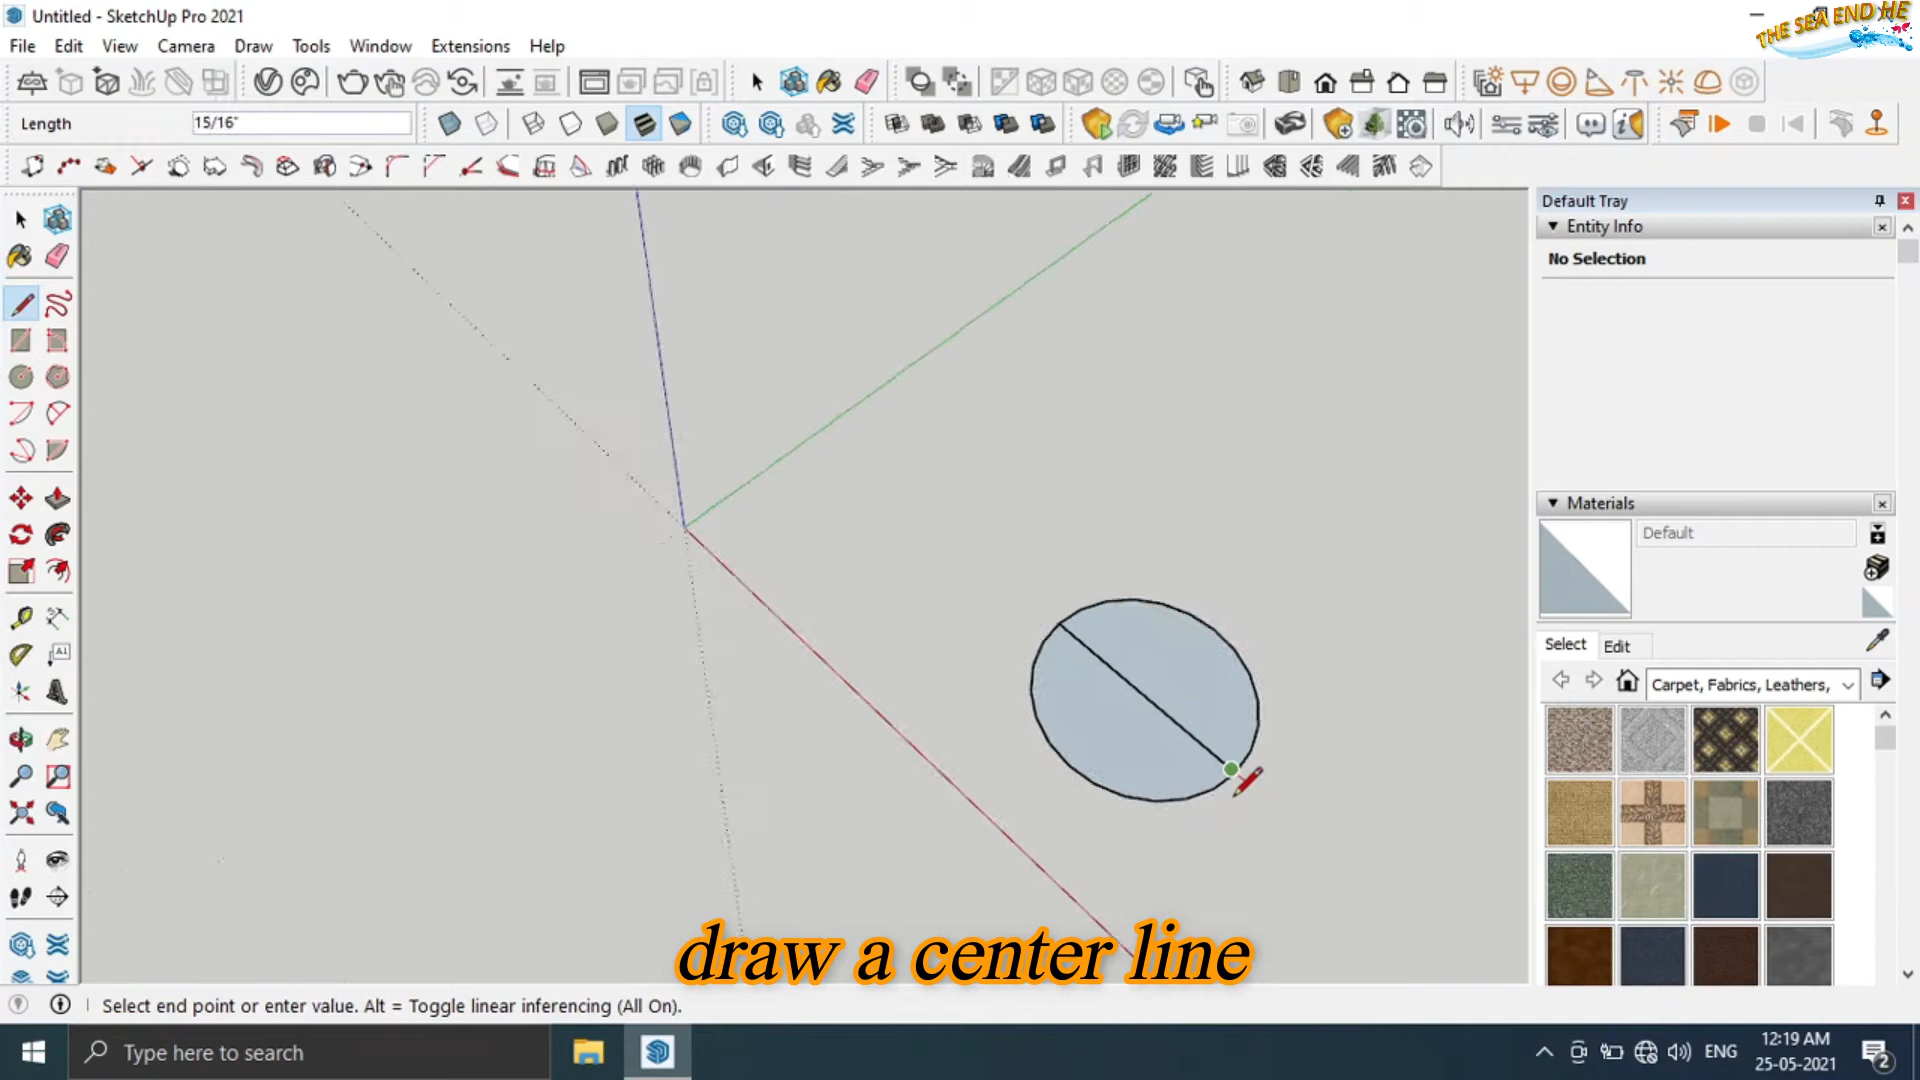 Untitled - SketchUp Pro 2021
THE SEA END HE
File Edit View Camera Draw Tools Window Extensions Help
Length 15/16"
Default Tray
Entity Info
No Selection
Materials
Default
Select Edit
Carpet, Fabrics, Leathers,
A1
draw a center line
Select end point or enter value. Alt = Toggle linear inferencing (All On).
Type here to search
ENG
12:19 AM
25-05-2021
2